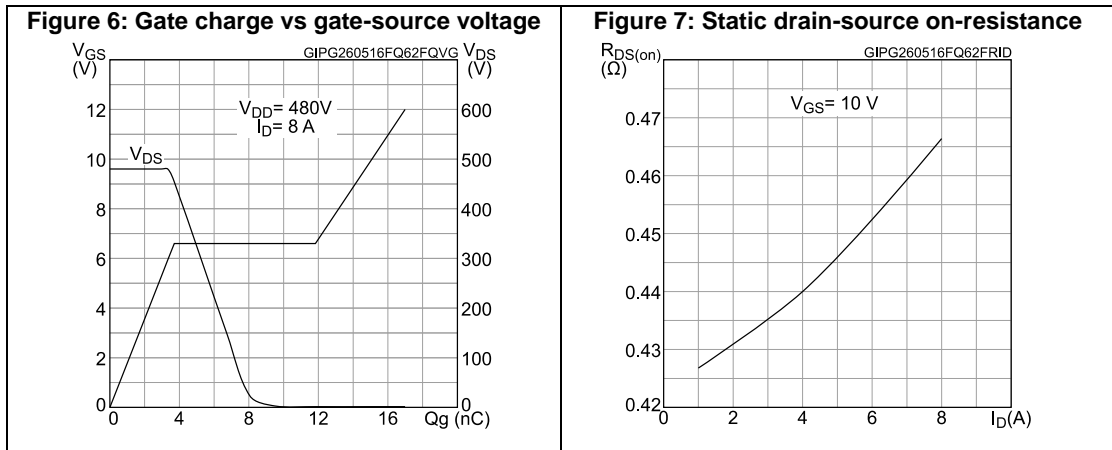 Figure 6: Gate charge vs gate-source voltage
VGS
(V)
GIPG260516FQ62FQVG
VDS
(V)
VDD= 480V
ID= 8 A
VDS
12
10
8
6
4
2
0
600
500
400
300
200
100
0
0 4 8 12 16 Qg (nC)
Figure 7: Static drain-source on-resistance
RDS(on)
(Ω)
GIPG260516FQ62FRID
VGS= 10 V
0.47
0.46
0.45
0.44
0.43
0.42
0 2 4 6 8 ID(A)